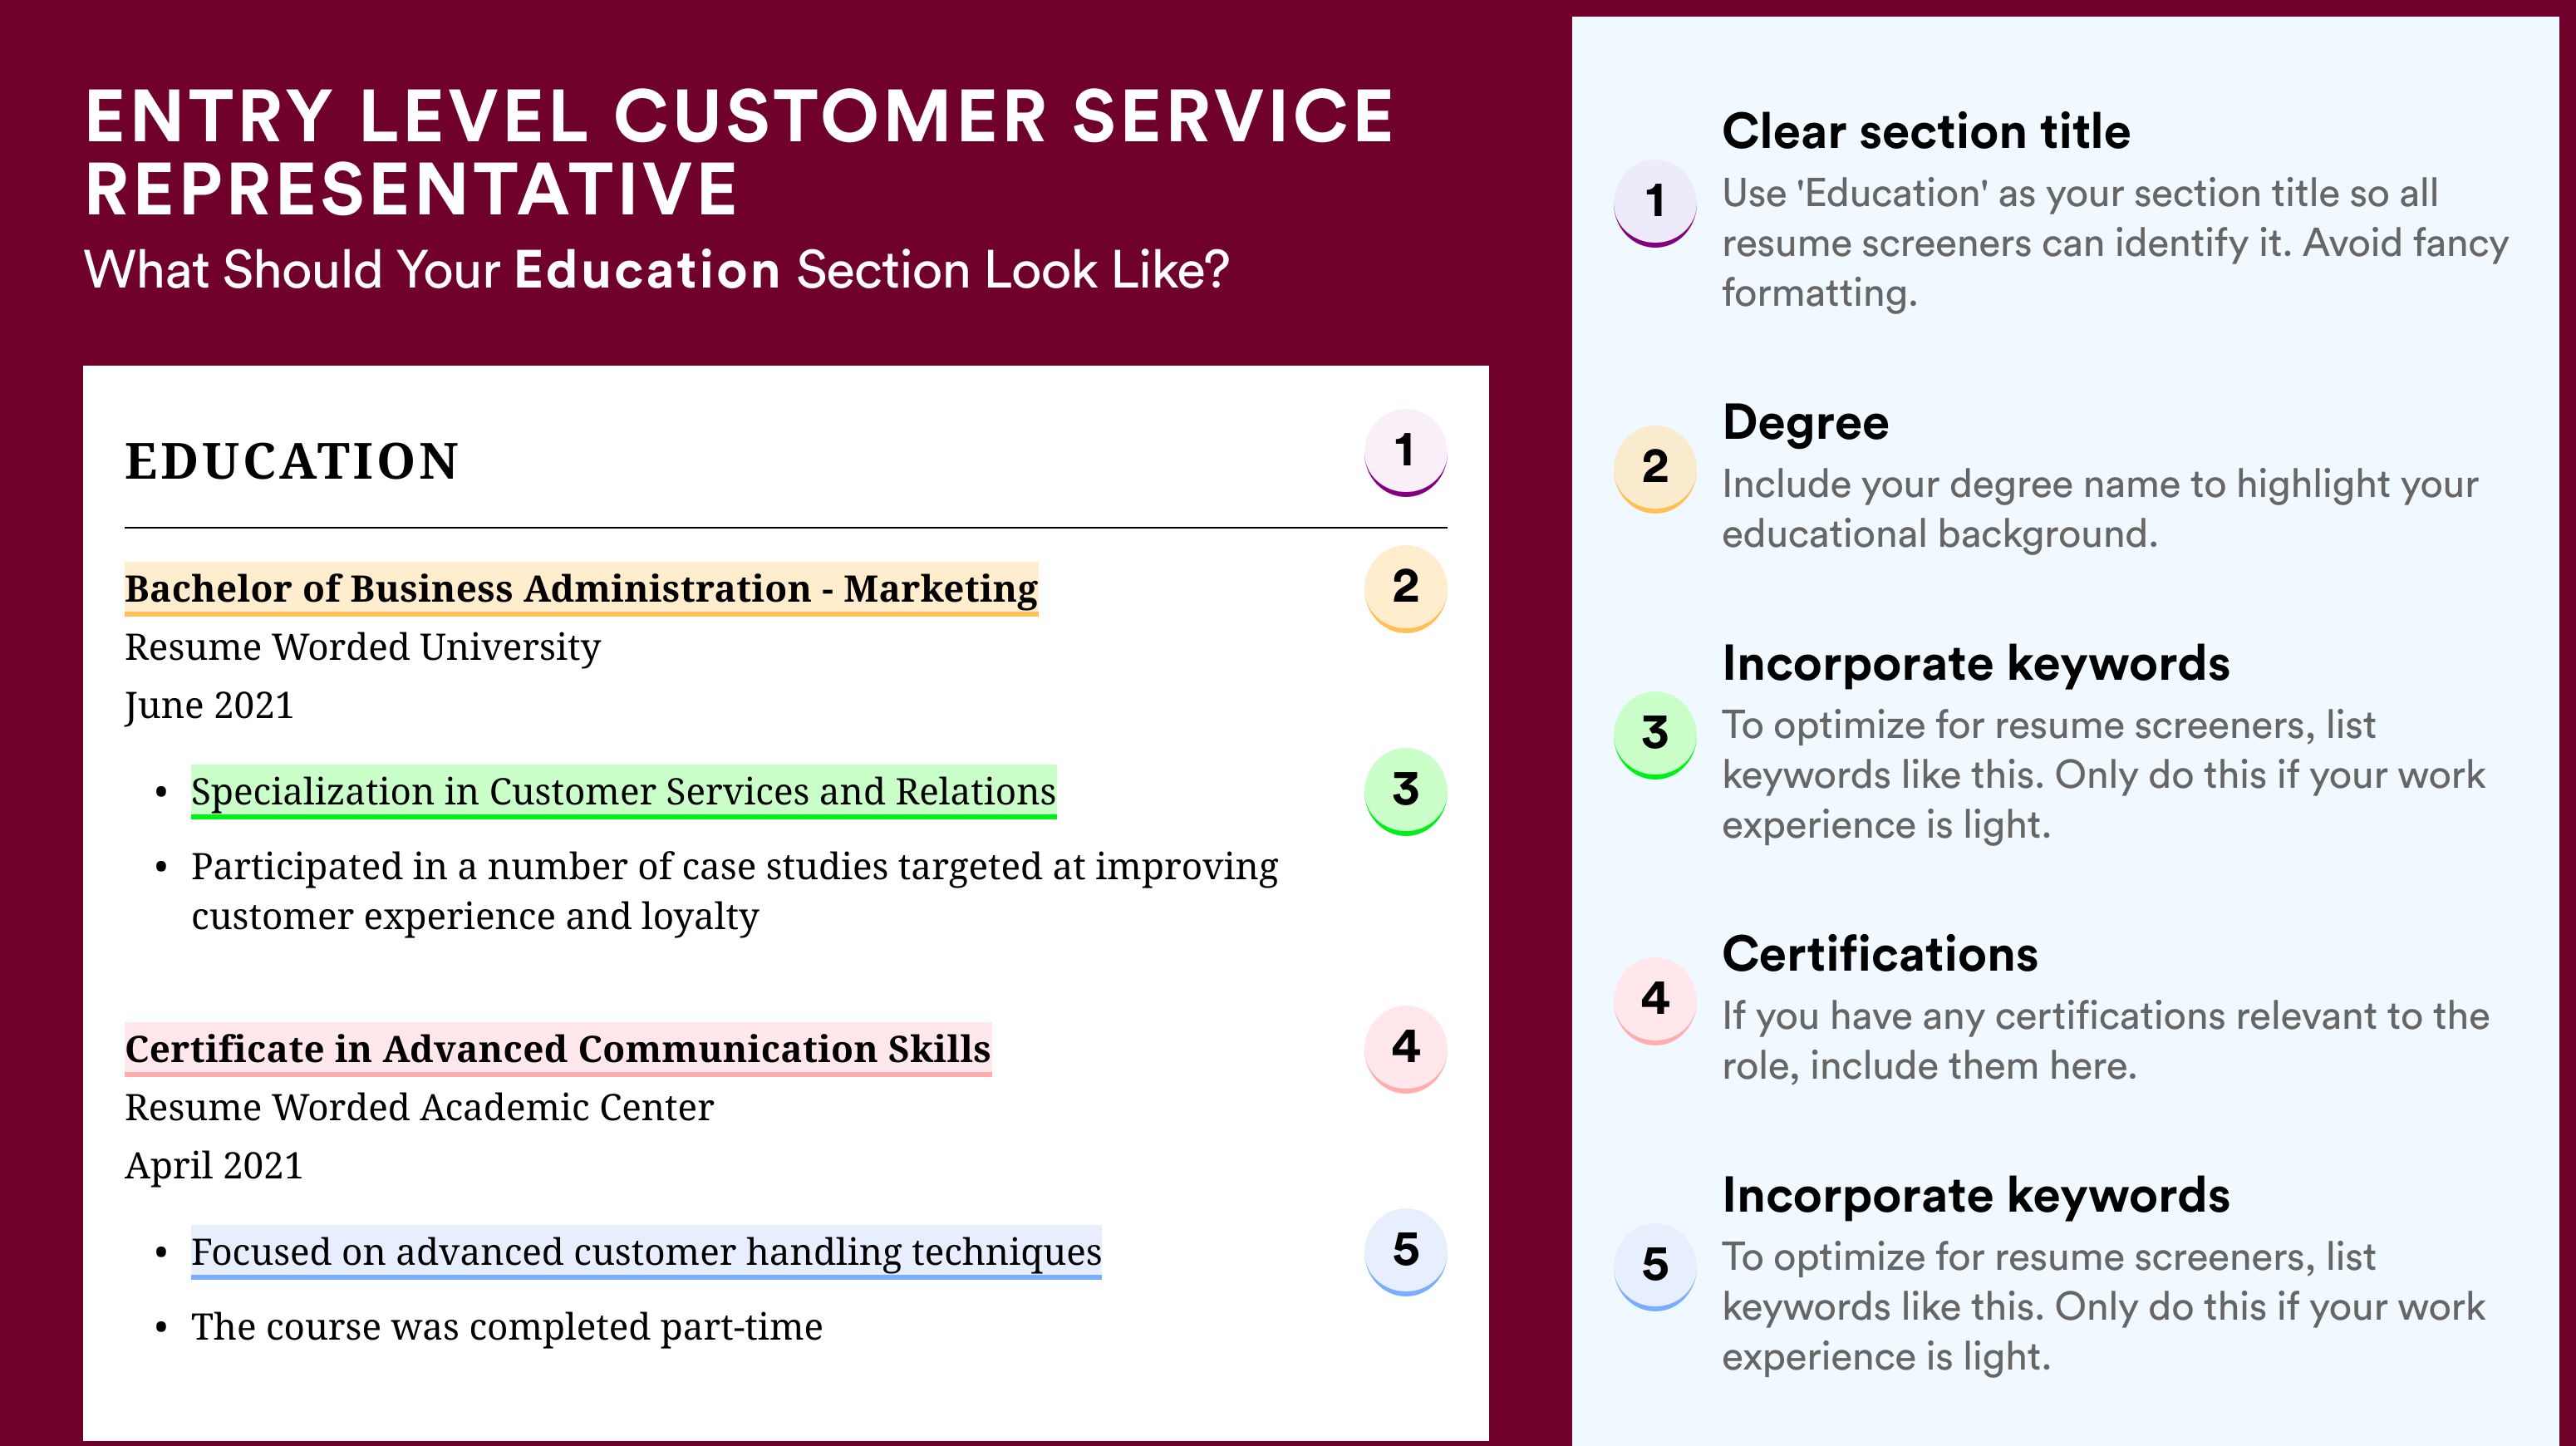 ENTRY LEVEL CUSTOMER SERVICE
REPRESENTATIVE
What Should Your Education Section Look Like?
EDUCATION
1
Bachelor of Business Administration - Marketing
2
Resume Worded University
June 2021
• Specialization in Customer Services and Relations
3
• Participated in a number of case studies targeted at improving
customer experience and loyalty
Certificate in Advanced Communication Skills
4
Resume Worded Academic Center
April 2021
• Focused on advanced customer handling techniques
5
• The course was completed part-time
1
Clear section title
Use 'Education' as your section title so all
resume screeners can identify it. Avoid fancy
formatting.
2
Degree
Include your degree name to highlight your
educational background.
3
Incorporate keywords
To optimize for resume screeners, list
keywords like this. Only do this if your work
experience is light.
4
Certifications
If you have any certifications relevant to the
role, include them here.
5
Incorporate keywords
To optimize for resume screeners, list
keywords like this. Only do this if your work
experience is light.